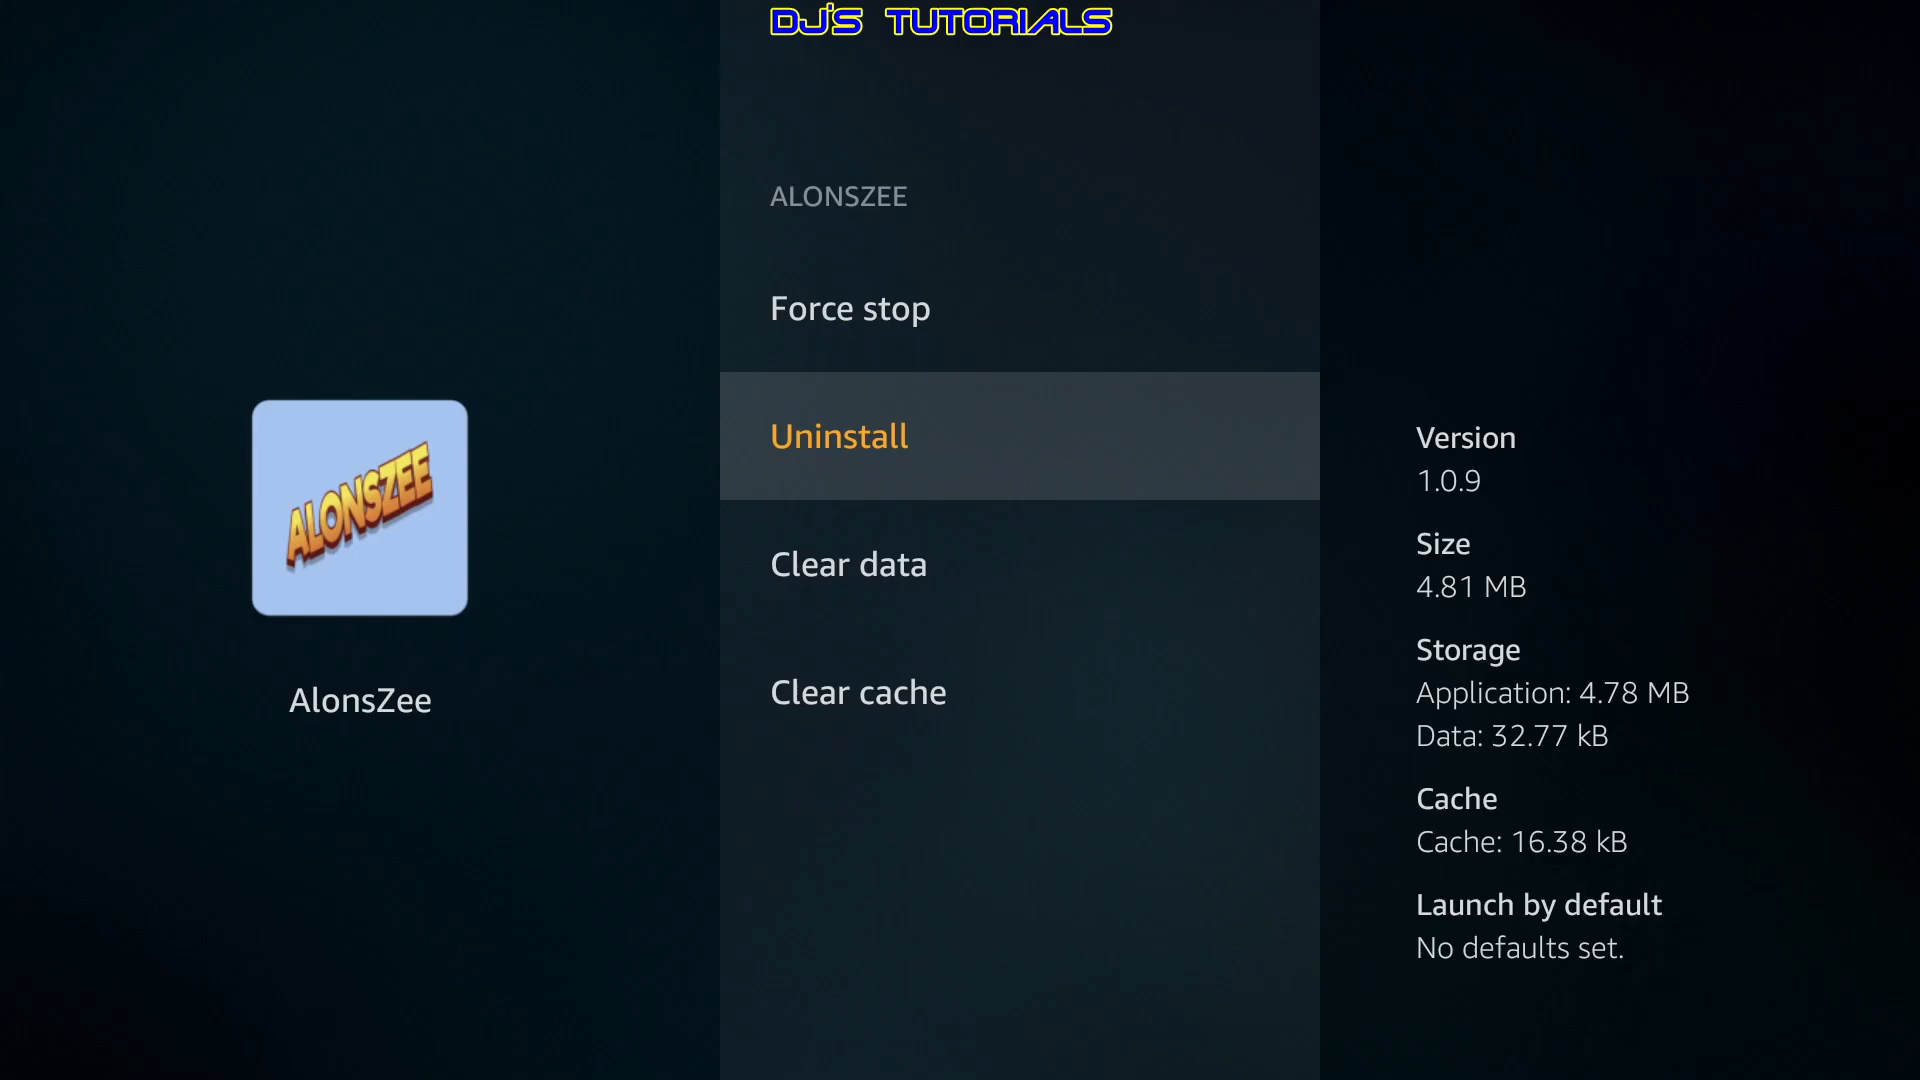 DJ'S TUTORIALS
ALONSZEE
Force stop
Uninstall
Clear data
Clear cache
ALONSZEE
AlonsZee
Version
1.0.9
Size
4.81 MB
Storage
Application: 4.78 MB
Data: 32.77 kB
Cache
Cache: 16.38 kB
Launch by default
No defaults set.